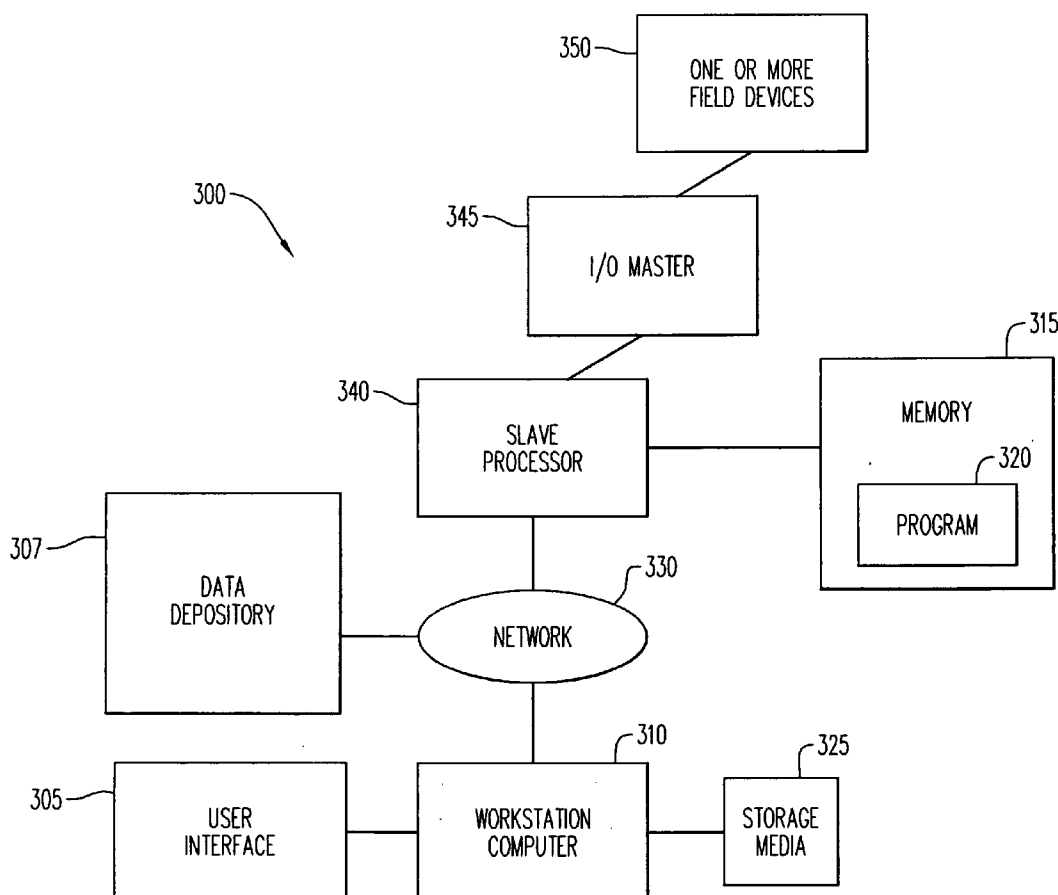 350
ONE OR MORE
FIELD DEVICES
300
345
I/O MASTER
315
340
SLAVE
PROCESSOR
MEMORY
320
PROGRAM
307
DATA
DEPOSITORY
330
NETWORK
310
325
305
USER
INTERFACE
WORKSTATION
COMPUTER
STORAGE
MEDIA